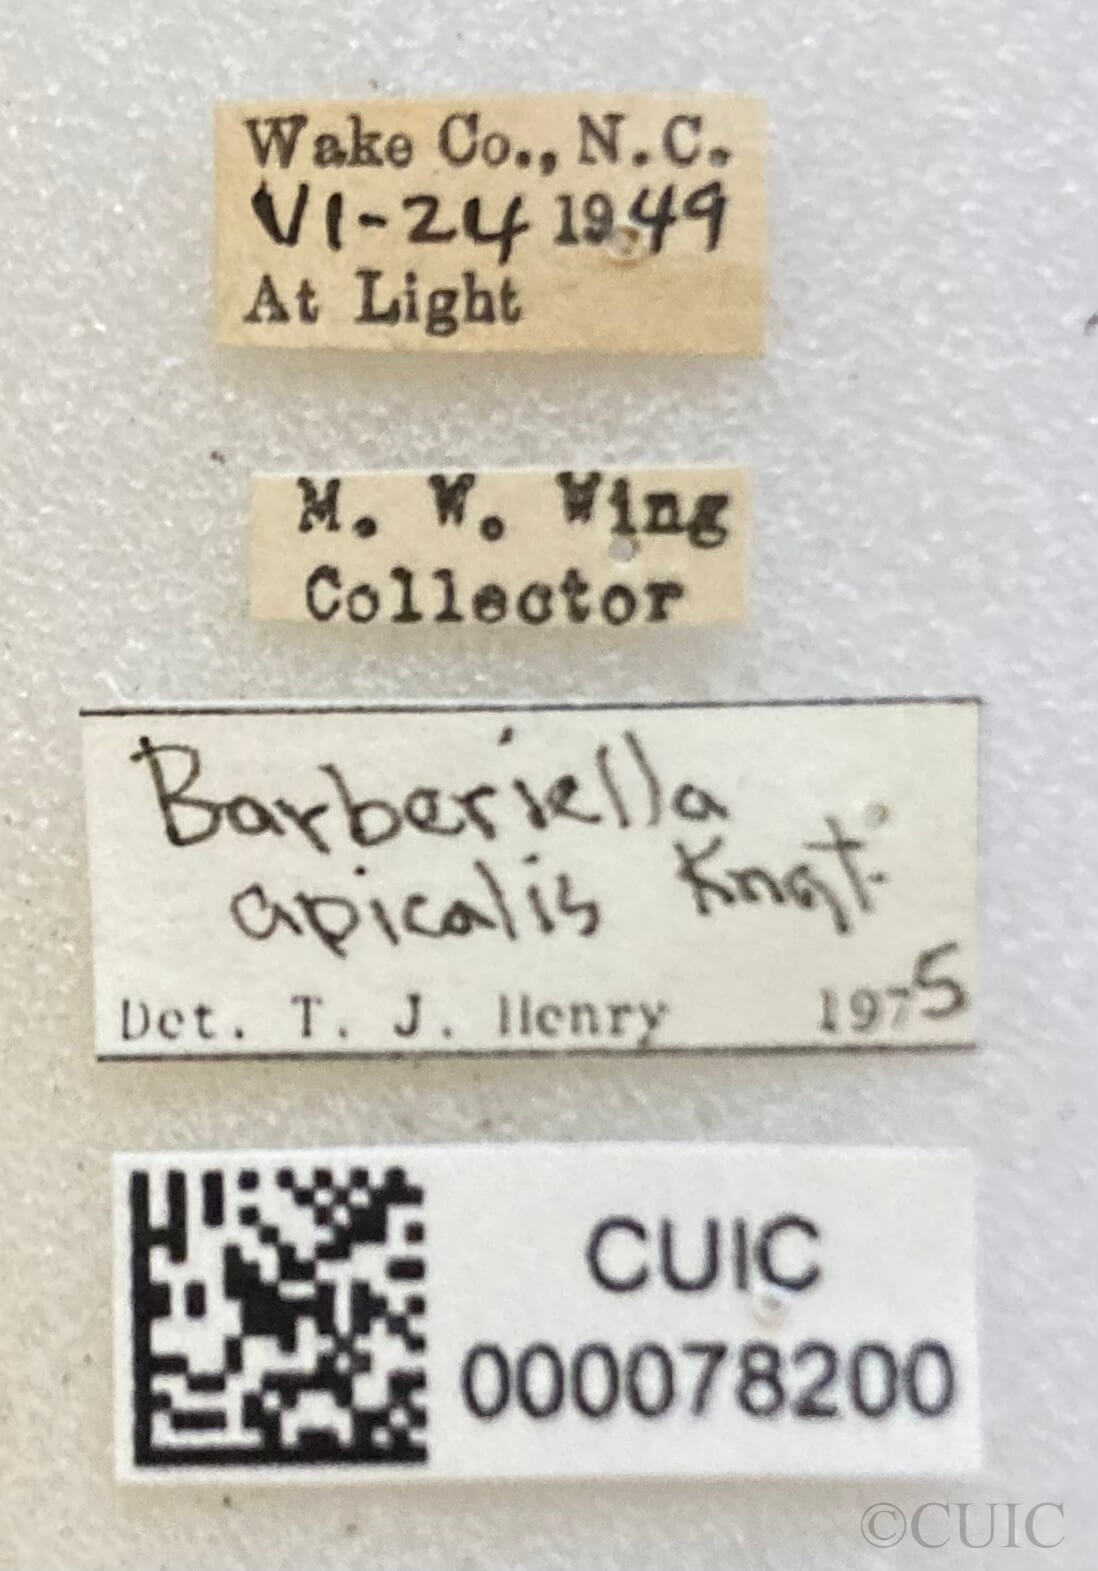 Wake Co., N.C.
VI-24 1949
At Light
M. W. Wing
Collector
Barberiella
apicalis Kngt.
Det. T. J. Henry 1975
CUIC
000078200
©CUIC